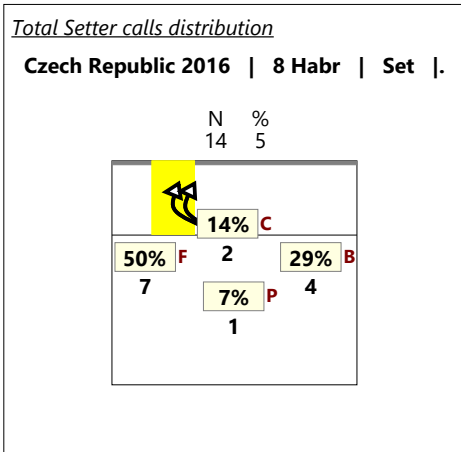 Total Setter calls distribution
Czech Republic 2016 | 8 Habr | Set |.
N %
14 5
14% C
2
50% F 29% B
7 4
7% P
1